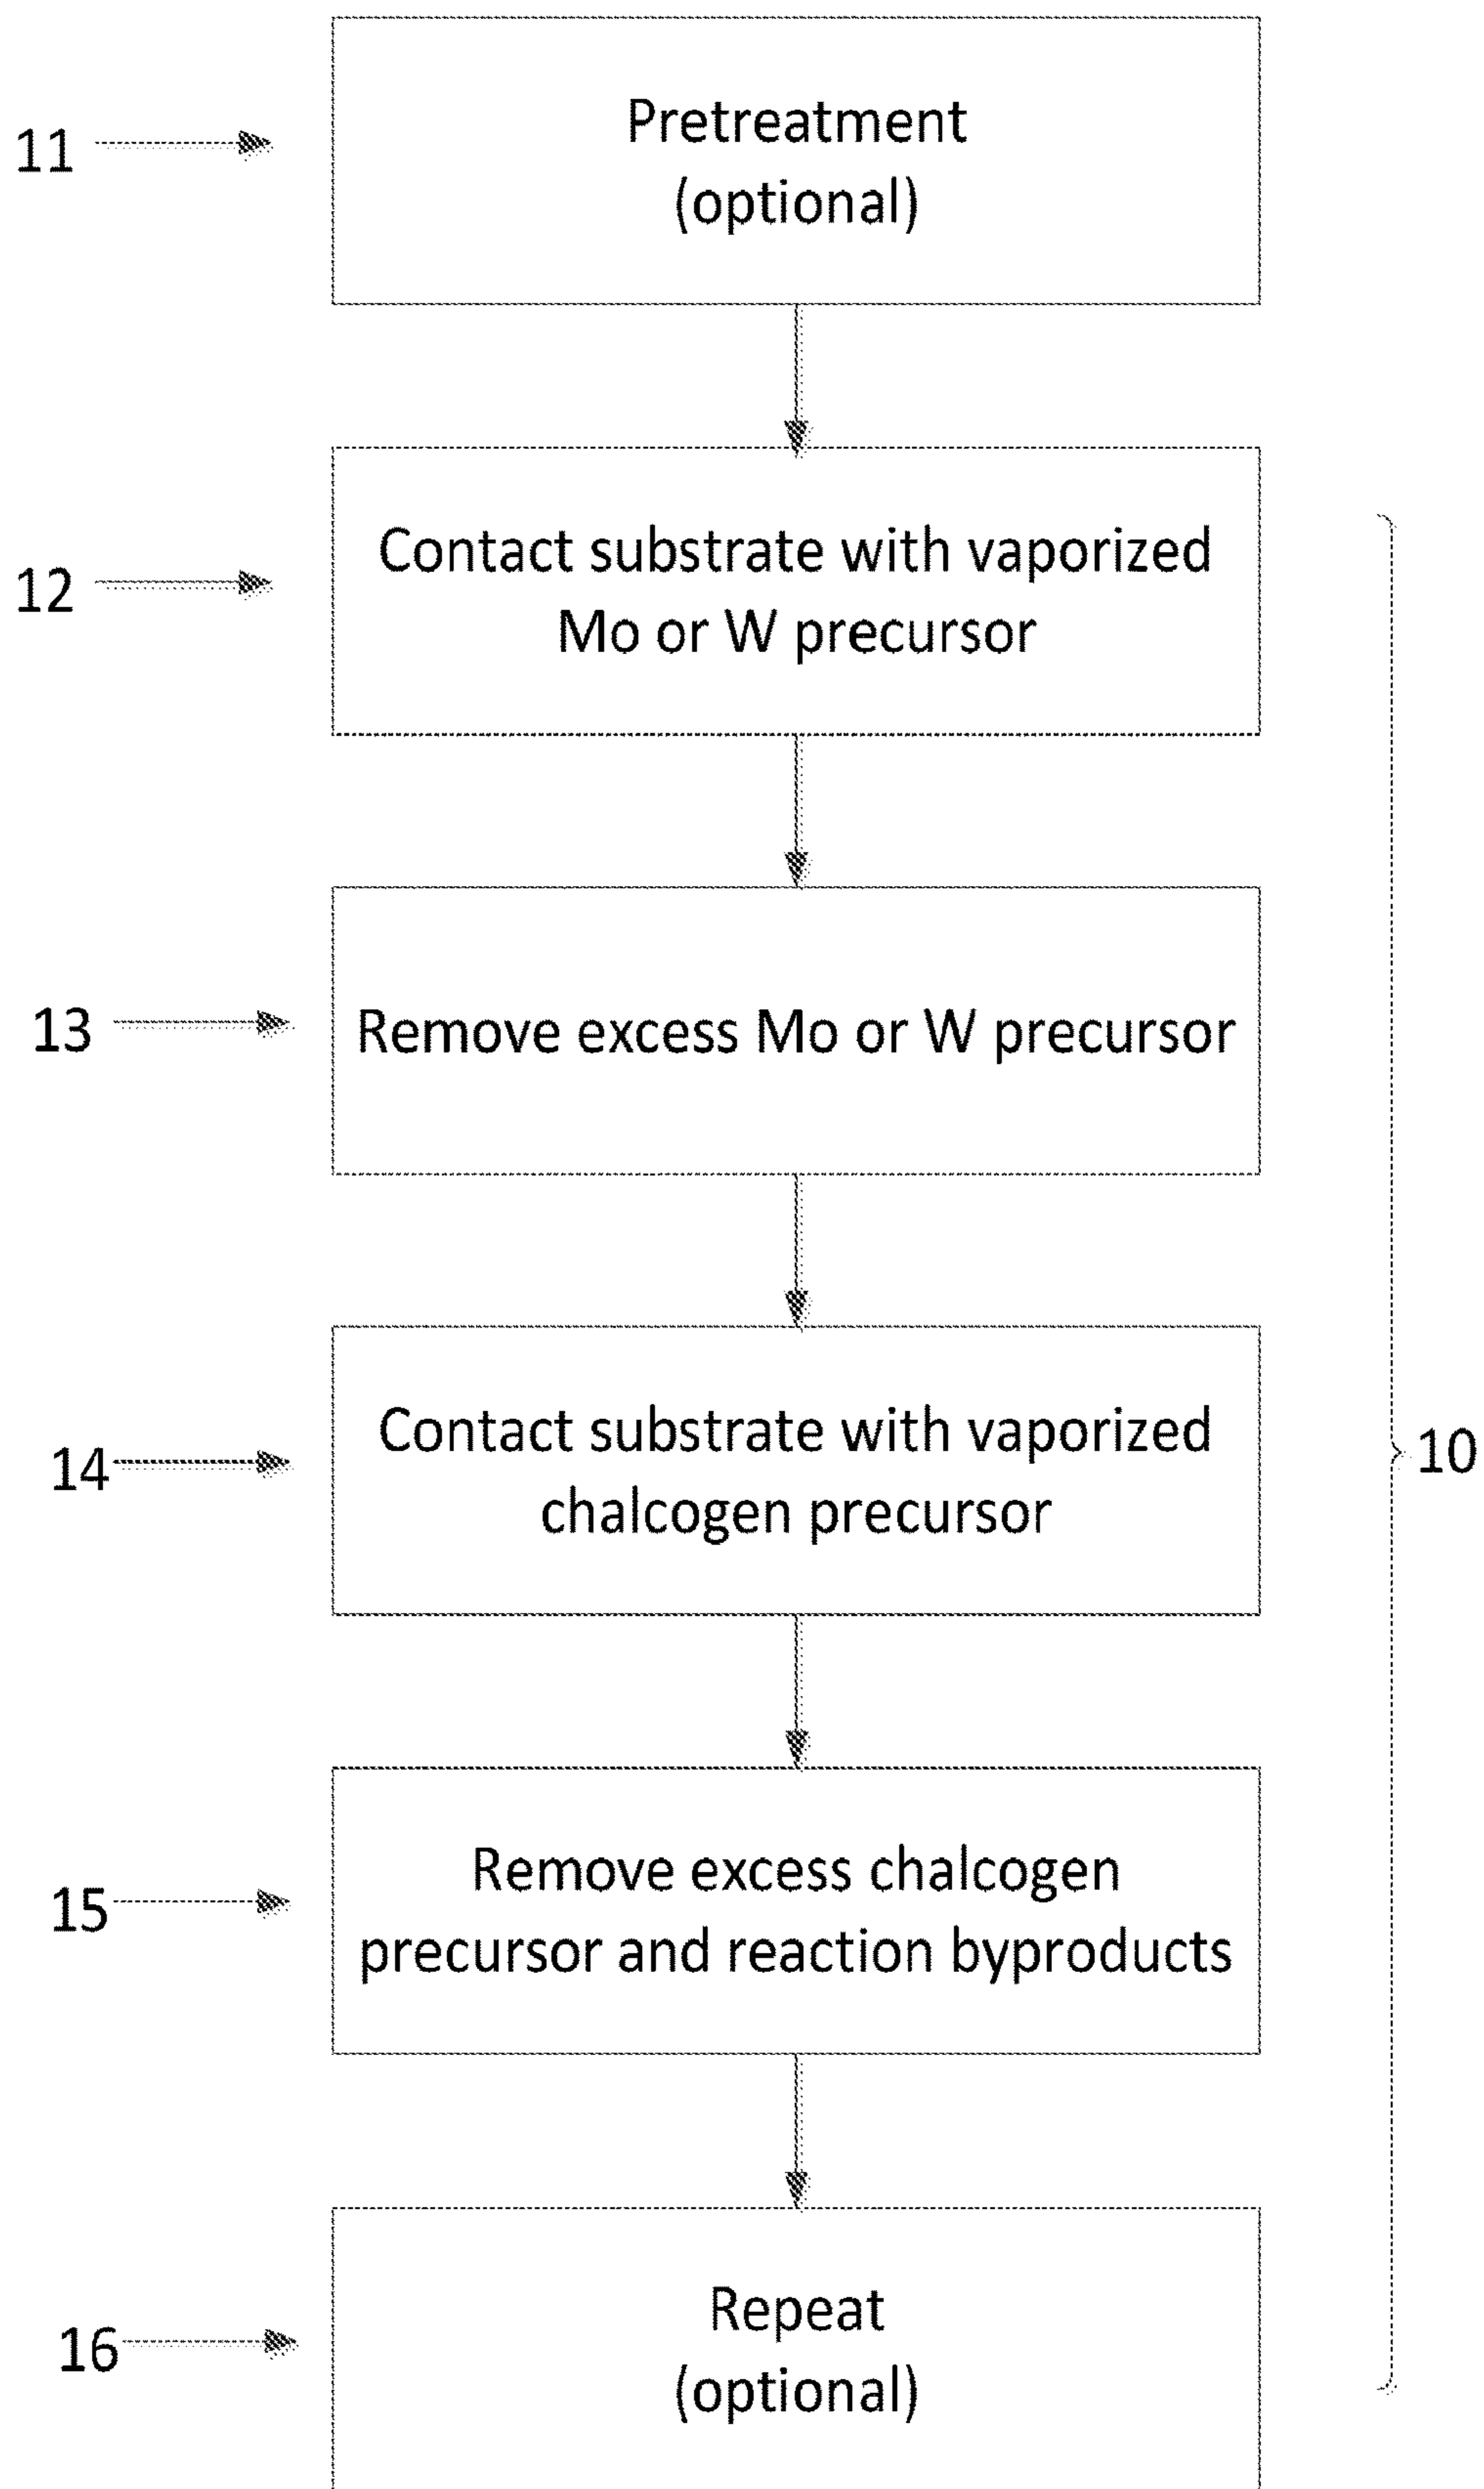 11
Pretreatment
(optional)
12
Contact substrate with vaporized
Mo or W precursor
13
Remove excess Mo or W precursor
14
Contact substrate with vaporized
chalcogen precursor
10
15
Remove excess chalcogen
precursor and reaction byproducts
16
Repeat
(optional)